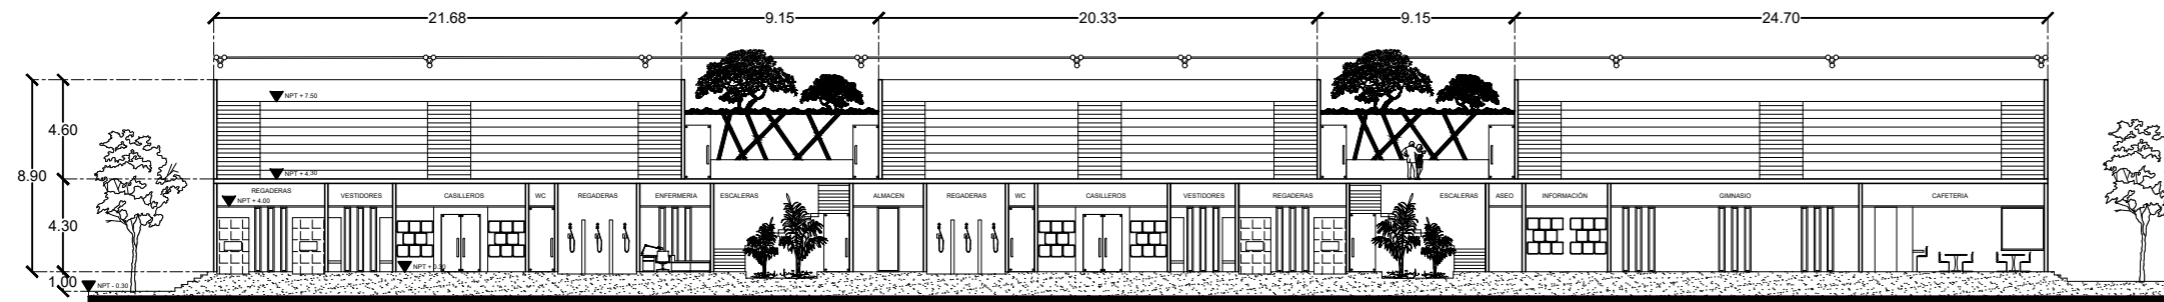 21.68
9.15
20.33
9.15
24.70
NPT + 7.50
4.60
8.90
NPT + 4.30
REGADERAS
VESTIDORES
CASILLEROS
WC
REGADERAS
ENFERMERIA
ESCALERAS
ALMACEN
REGADERAS
WC
CASILLEROS
VESTIDORES
REGADERAS
ESCALERAS
ASEO
INFORMACIÓN
GIMNASIO
CAFETERIA
NPT + 4.00
4.30
1.00
NPT - 0.30